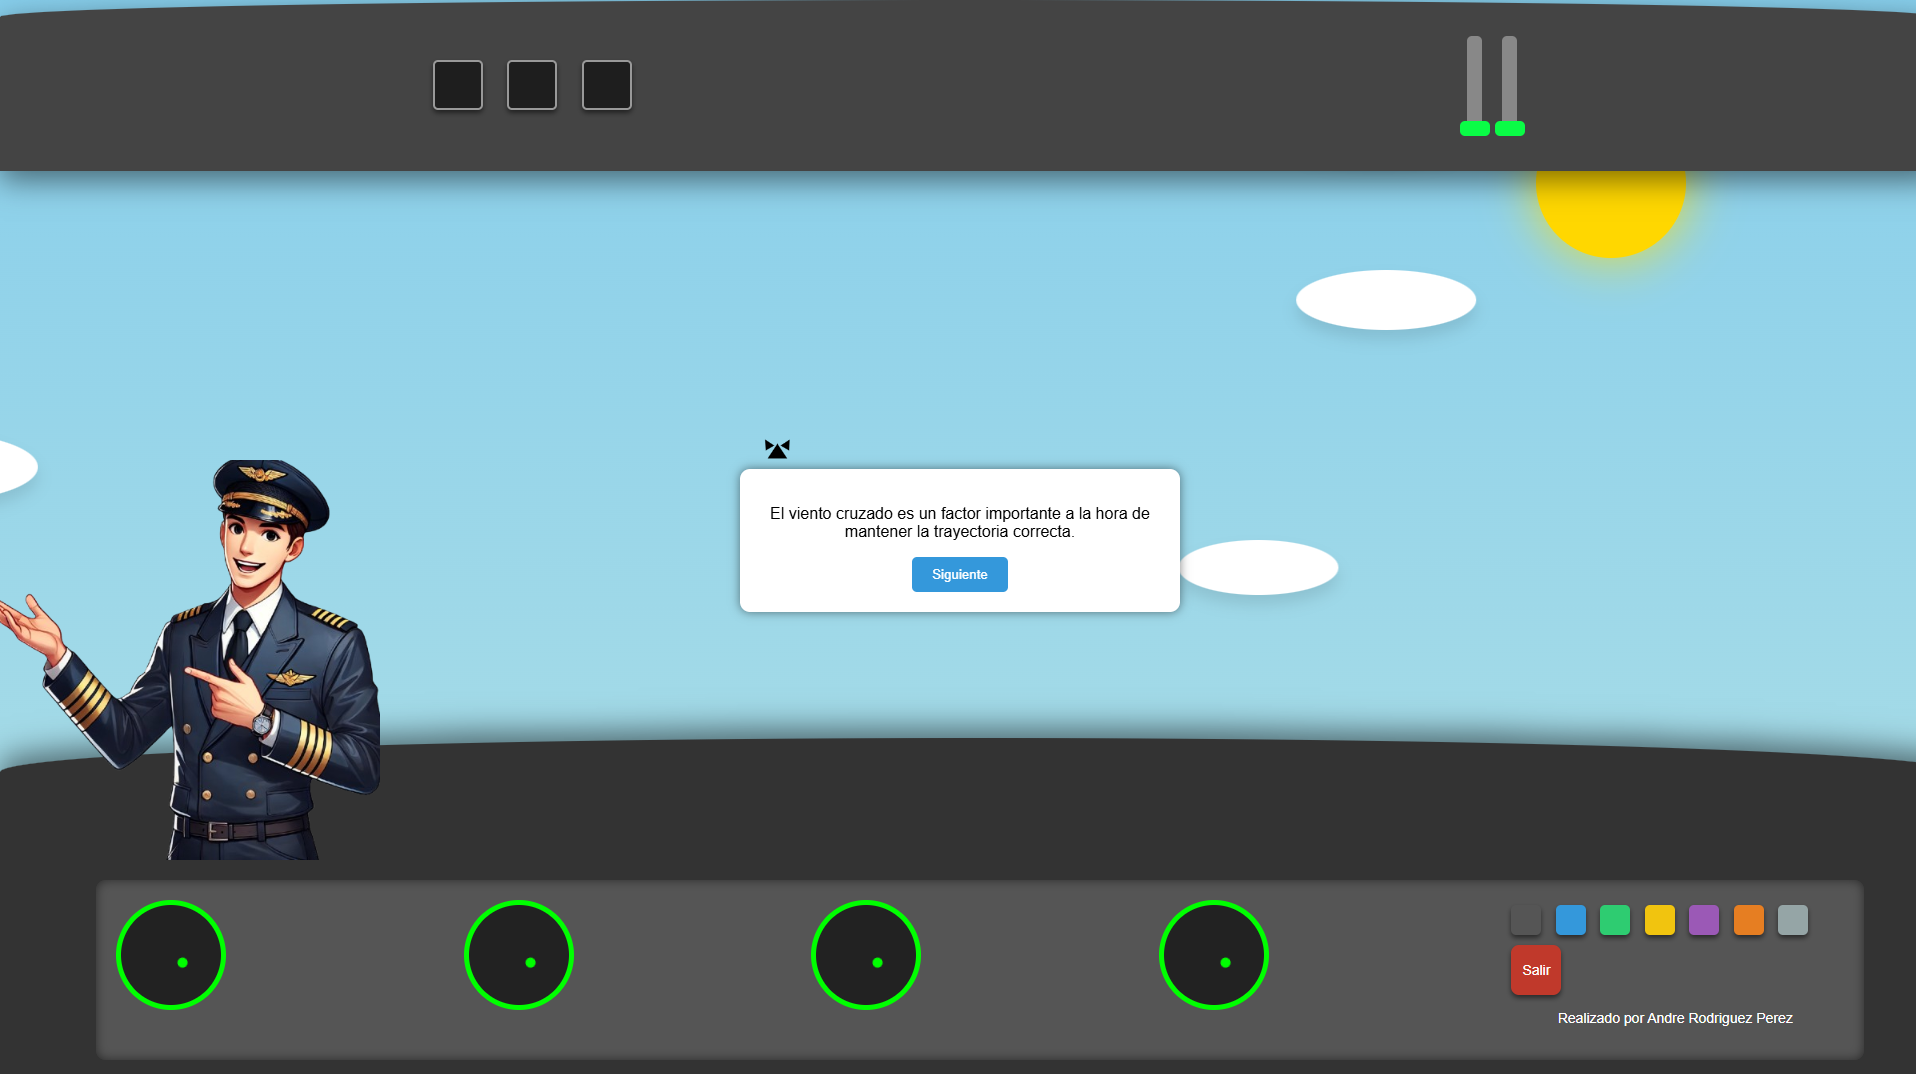 El viento cruzado es un factor importante a la hora de
mantener la trayectoria correcta.
Siguiente
Salir
Realizado por Andre Rodriguez Perez